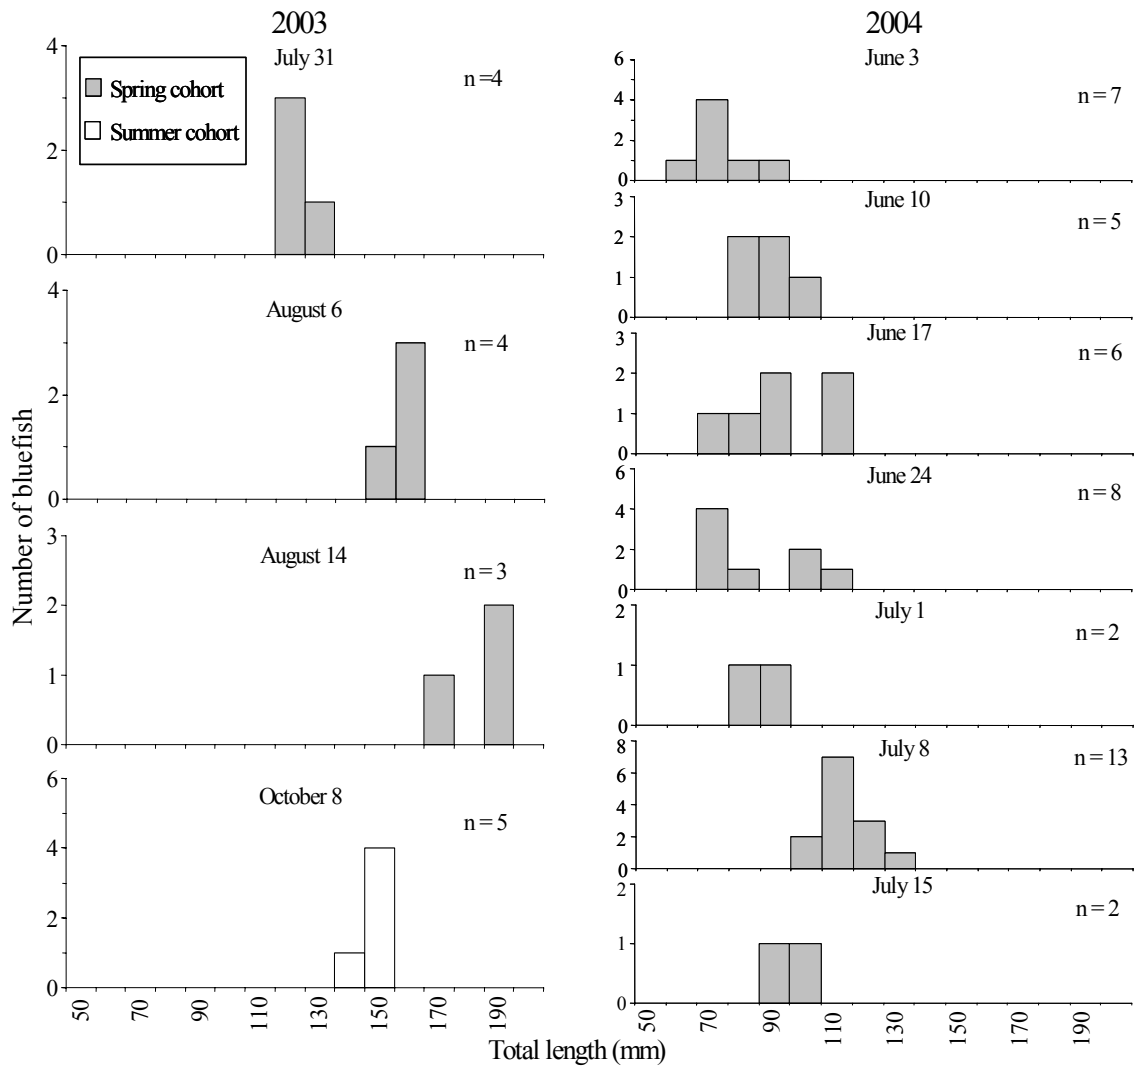 2003
July 31
4
2
0
Spring cohort
Summer cohort
n=4
August 6
4
2
0
n=4
August 14
3
2
1
0
n=3
October 8
6
4
2
0
n=5
50
70
90
110
130
150
170
190
Number of bluefish
2004
June 3
6
4
2
0
n=7
June 10
3
2
1
0
n=5
June 17
3
2
1
0
n=6
June 24
6
4
2
0
n=8
July 1
2
1
0
n=2
July 8
8
6
4
2
0
n=13
July 15
2
1
0
n=2
50
70
90
110
130
150
170
190
Total length (mm)